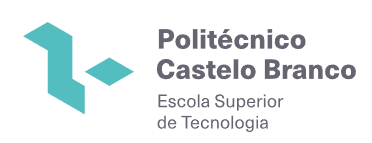 Politécnico
Castelo Branco
Escola Superior
de Tecnologia